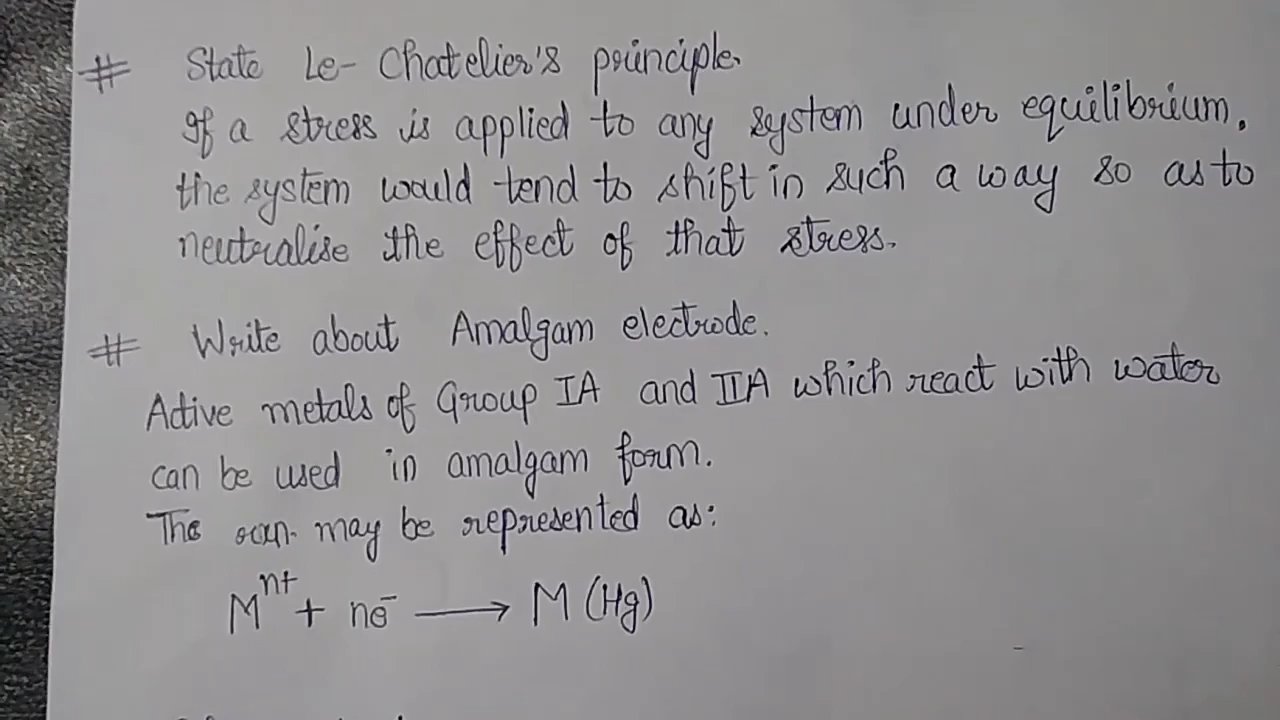 # State Le-Chatelier's principle.
If a stress is applied to any system under equilibrium,
the system would tend to shift in such a way so as to
neutralise the effect of that stress.
# Write about Amalgam electrode.
Active metals of Group IA and IIA which react with water
can be used in amalgam form.
The rxn. may be represented as:
Mⁿ⁺ + ne⁻ ⟶ M (Hg)